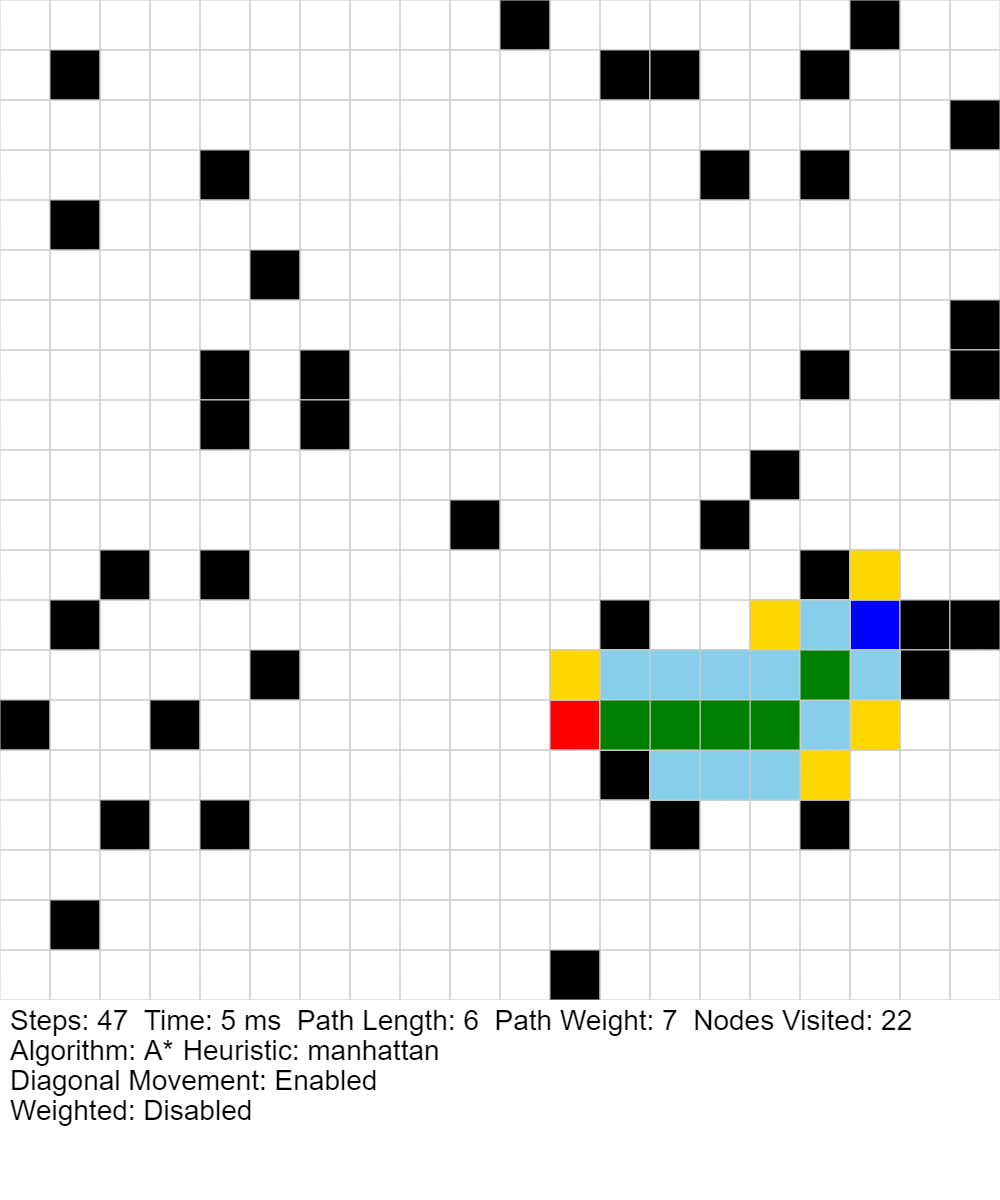 Steps: 47  Time: 5 ms  Path Length: 6  Path Weight: 7  Nodes Visited: 22
Algorithm: A* Heuristic: manhattan
Diagonal Movement: Enabled
Weighted: Disabled